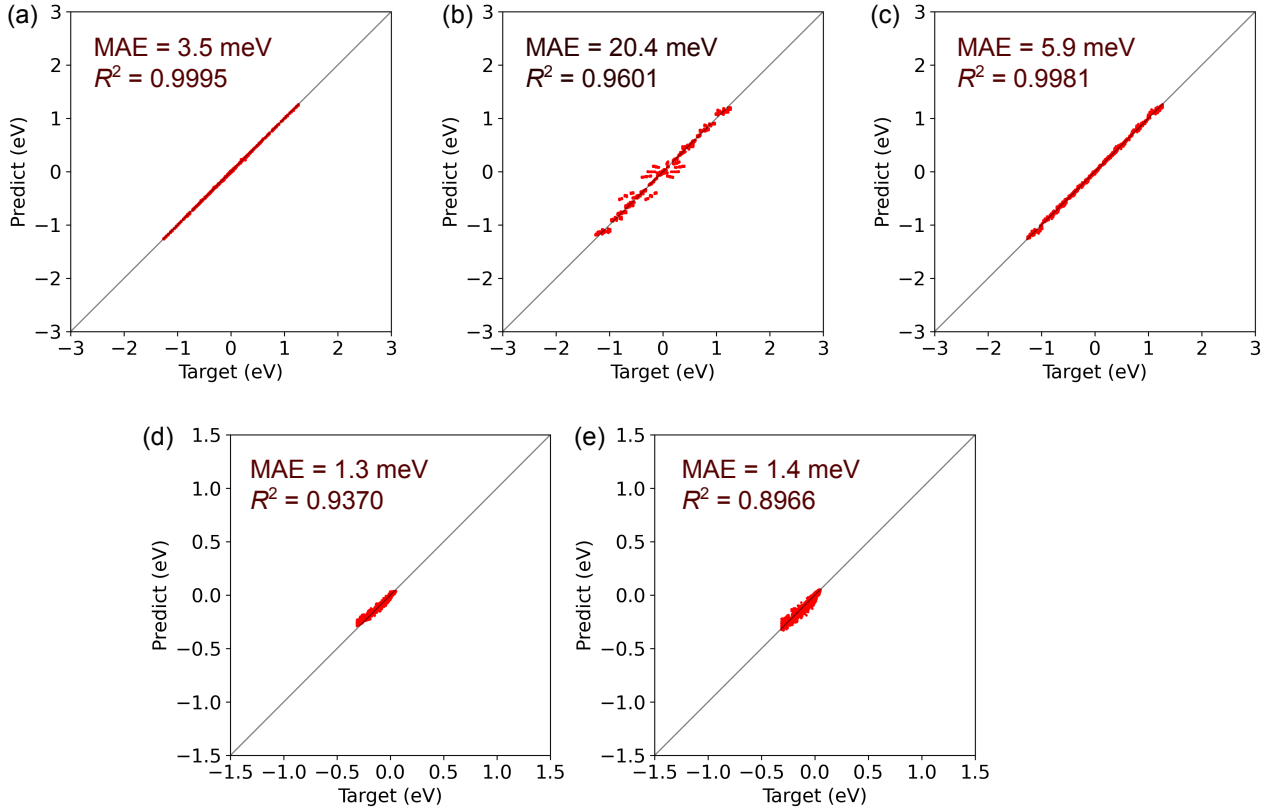 (a)
MAE = 3.5 meV
R² = 0.9995
3
2
1
0
−1
−2
−3
Predict (eV)
−3 −2 −1 0 1 2 3
Target (eV)
(b)
MAE = 20.4 meV
R² = 0.9601
3
2
1
0
−1
−2
−3
Predict (eV)
−3 −2 −1 0 1 2 3
Target (eV)
(c)
MAE = 5.9 meV
R² = 0.9981
3
2
1
0
−1
−2
−3
Predict (eV)
−3 −2 −1 0 1 2 3
Target (eV)
(d)
MAE = 1.3 meV
R² = 0.9370
1.5
1.0
0.5
0.0
−0.5
−1.0
−1.5
Predict (eV)
−1.5 −1.0 −0.5 0.0 0.5 1.0 1.5
Target (eV)
(e)
MAE = 1.4 meV
R² = 0.8966
1.5
1.0
0.5
0.0
−0.5
−1.0
−1.5
Predict (eV)
−1.5 −1.0 −0.5 0.0 0.5 1.0 1.5
Target (eV)